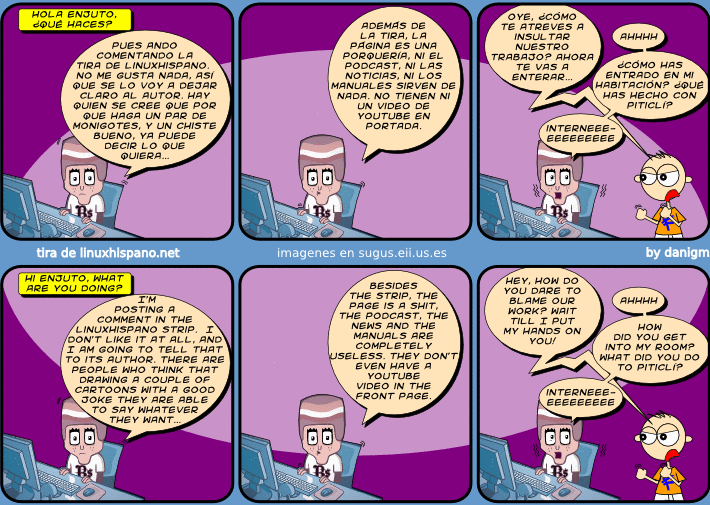 HOLA ENJUTO,
¿QUÉ HACES?
PUES ANDO
COMENTANDO LA
TIRA DE LINUXHISPANO.
NO ME GUSTA NADA, ASÍ
QUE SE LO VOY A DEJAR
CLARO AL AUTOR. HAY
QUIEN SE CREE QUE POR
QUE HAGA UN PAR DE
MONIGOTES, Y UN CHISTE
BUENO, YA PUEDE
DECIR LO QUE
QUIERA...
ADEMÁS DE
LA TIRA, LA
PÁGINA ES UNA
PORQUERIA, NI EL
PODCAST, NI LAS
NOTICIAS, NI LOS
MANUALES SIRVEN DE
NADA. NO TIENEN NI
UN VIDEO DE
YOUTUBE EN
PORTADA.
OYE, ¿CÓMO
TE ATREVES A
INSULTAR
NUESTRO
TRABAJO? AHORA
TE VAS A
ENTERAR...
AHHHH
¿CÓMO HAS
ENTRADO EN MI
HABITACIÓN? ¿QUÉ
HAS HECHO CON
PITICLÍ?
INTERNEEE-
EEEEEEEEE
Rs
Rs
Rs
tira de linuxhispano.net
imagenes en sugus.eii.us.es
by danigm
HI ENJUTO, WHAT
ARE YOU DOING?
I'M
POSTING A
COMMENT IN THE
LINUXHISPANO STRIP. I
DON'T LIKE IT AT ALL, AND
I AM GOING TO TELL THAT
TO ITS AUTHOR. THERE ARE
PEOPLE WHO THINK THAT
DRAWING A COUPLE OF
CARTOONS WITH A GOOD
JOKE THEY ARE ABLE
TO SAY WHATEVER
THEY WANT...
BESIDES
THE STRIP, THE
PAGE IS A SHIT,
THE PODCAST, THE
NEWS AND THE
MANUALS ARE
COMPLETELY
USELESS. THEY DON'T
EVEN HAVE A
YOUTUBE
VIDEO IN THE
FRONT PAGE.
HEY, HOW DO
YOU DARE TO
BLAME OUR
WORK? WAIT
TILL I PUT
MY HANDS ON
YOU!
AHHHH
HOW
DID YOU GET
INTO MY ROOM?
WHAT DID YOU DO
TO PITICLÍ?
INTERNEEE-
EEEEEEEEE
Rs
Rs
Rs